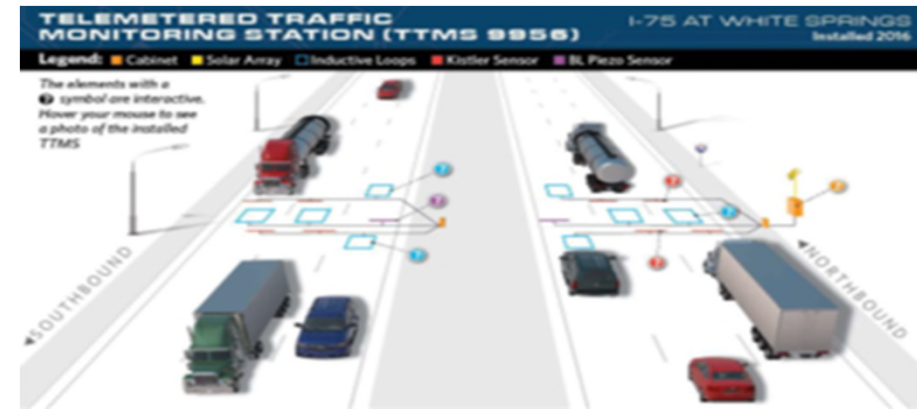 TELEMETERED TRAFFIC
MONITORING STATION (TTMS 9956)
I-75 AT WHITE SPRINGS
Installed 2016
Legend: Cabinet Solar Array Inductive Loops Kistler Sensor BL Piezo Sensor
The elements with a
? symbol are interactive.
Hover your mouse to see
a photo of the installed
TTMS
SOUTHBOUND
NORTHBOUND